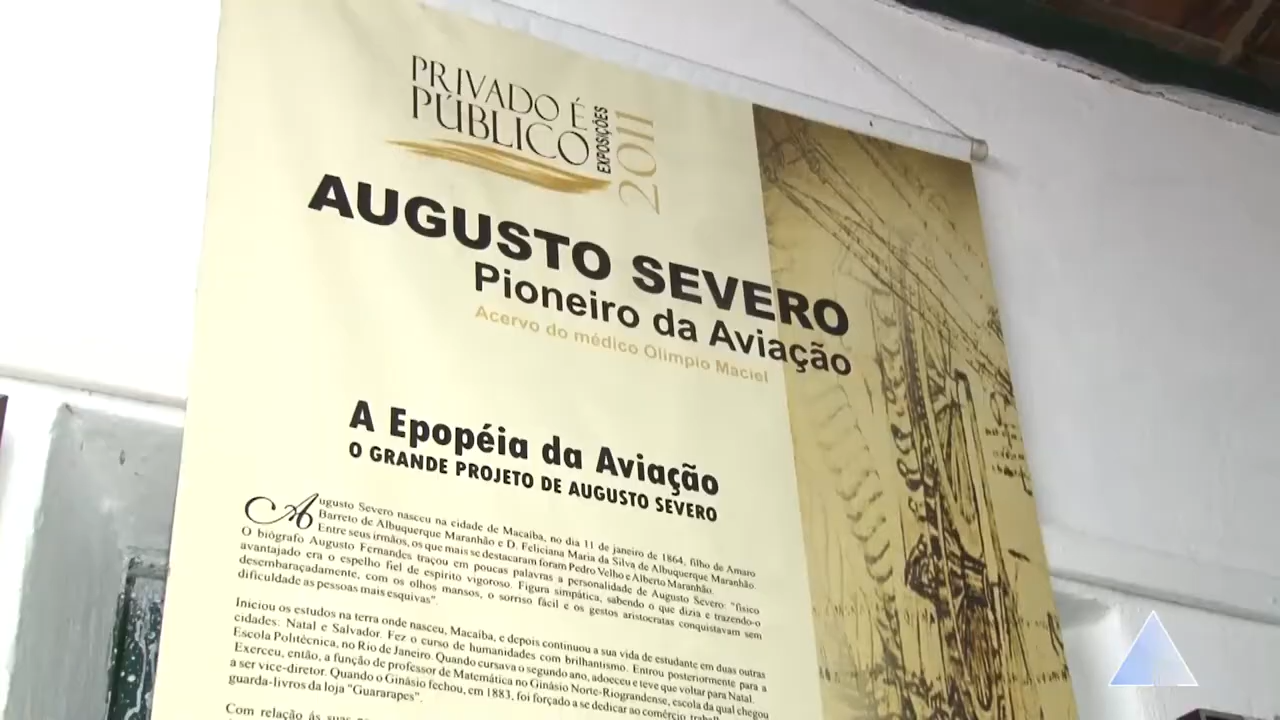 PRIVADO É
PÚBLICO
EXPOSIÇÕES
2011
AUGUSTO SEVERO
Pioneiro da Aviação
Acervo do médico Olimpio Maciel
A Epopéia da Aviação
O GRANDE PROJETO DE AUGUSTO SEVERO
Augusto Severo nasceu na cidade de Macaíba, no dia 11 de janeiro de 1864, filho de Amaro
Barreto de Albuquerque Maranhão e D. Feliciana Maria da Silva de Albuquerque Maranhão.
Entre seus irmãos, os que mais se destacaram foram Pedro Velho e Alberto Maranhão.
O biógrafo Augusto Fernandes traçou em poucas palavras a personalidade de Augusto Severo: "físico
avantajado era o espelho fiel de espírito vigoroso. Figura simpática, sabendo o que dizia e trazendo-o
desembaraçadamente, com os olhos mansos, o sorriso fácil e os gestos aristocratas conquistavam sem
dificuldade as pessoas mais esquivas".
Iniciou os estudos na terra onde nasceu, Macaiba, e depois continuou a sua vida de estudante em duas outras
cidades: Natal e Salvador. Fez o curso de humanidades com brilhantismo. Entrou posteriormente para a
Escola Politécnica, no Rio de Janeiro. Quando cursava o segundo ano, adoeceu e teve que voltar para Natal.
Exerceu, então, a função de professor de Matemática no Ginásio Norte-Riograndense, escola da qual chegou
a ser vice-diretor. Quando o Ginásio fechou, em 1883, foi forçado a se dedicar ao comércio
guarda-livros da loja "Guararapes".
Com relação ás suas